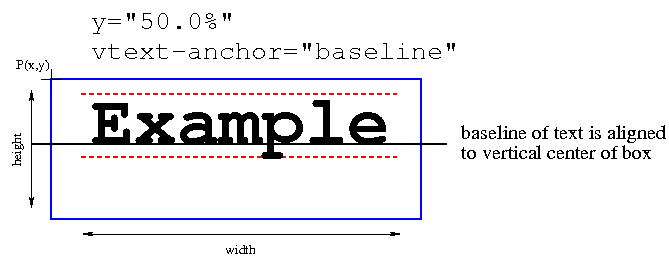 y="50.0%"
vtext-anchor="baseline"
P(x,y)
Example
height
baseline of text is aligned
to vertical center of box
width